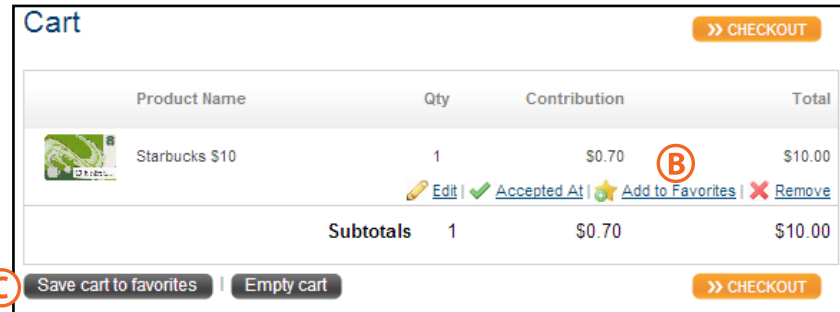 Cart
» CHECKOUT
Product Name Qty Contribution Total
Starbucks $10 1 $0.70 $10.00
B
Edit | Accepted At | Add to Favorites | Remove
Subtotals 1 $0.70 $10.00
C Save cart to favorites | Empty cart » CHECKOUT